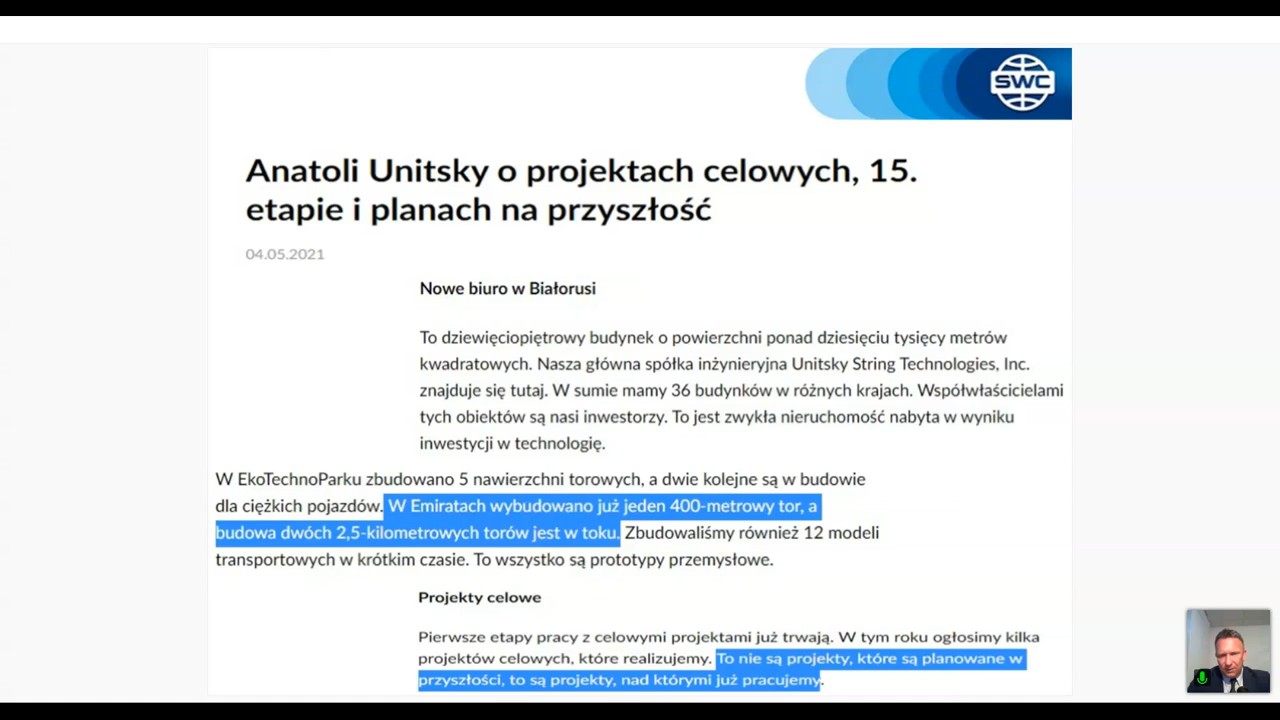 SWC
Anatoli Unitsky o projektach celowych, 15.
etapie i planach na przyszłość
04.05.2021
Nowe biuro w Białorusi
To dziewięciopiętrowy budynek o powierzchni ponad dziesięciu tysięcy metrów
kwadratowych. Nasza główna spółka inżynieryjna Unitsky String Technologies, Inc.
znajduje się tutaj. W sumie mamy 36 budynków w różnych krajach. Współwłaścicielami
tych obiektów są nasi inwestorzy. To jest zwykła nieruchomość nabyta w wyniku
inwestycji w technologię.
W EkoTechnoParku zbudowano 5 nawierzchni torowych, a dwie kolejne są w budowie
dla ciężkich pojazdów. W Emiratach wybudowano już jeden 400-metrowy tor, a
budowa dwóch 2,5-kilometrowych torów jest w toku. Zbudowaliśmy również 12 modeli
transportowych w krótkim czasie. To wszystko są prototypy przemysłowe.
Projekty celowe
Pierwsze etapy pracy z celowymi projektami już trwają. W tym roku ogłosimy kilka
projektów celowych, które realizujemy. To nie są projekty, które są planowane w
przyszłości, to są projekty, nad którymi już pracujemy.